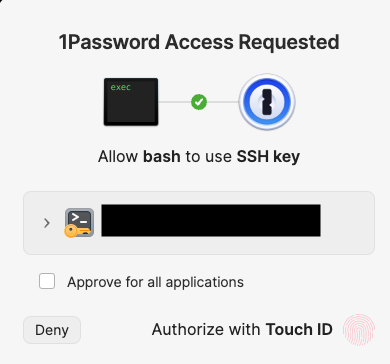 1Password Access Requested
exec
Allow bash to use SSH key
Approve for all applications
Deny
Authorize with Touch ID